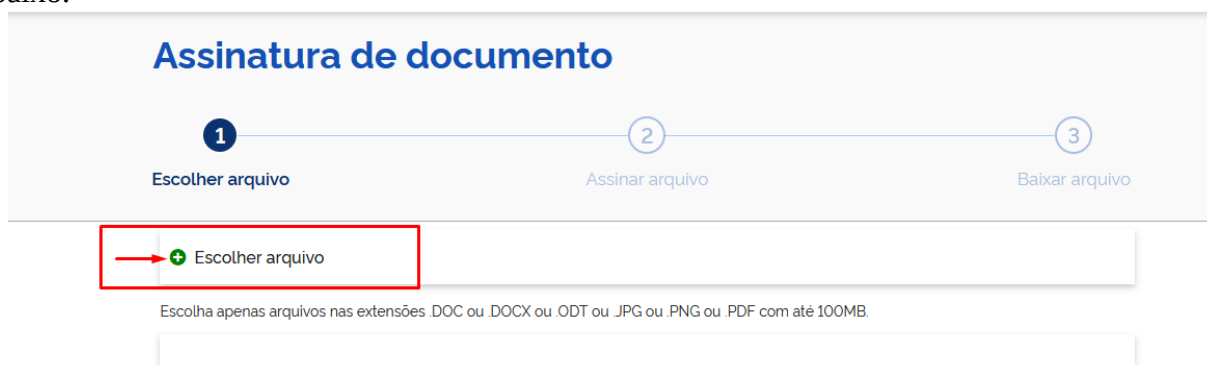 Assinatura de documento
1
2
3
Escolher arquivo
Assinar arquivo
Baixar arquivo
Escolher arquivo
Escolha apenas arquivos nas extensões .DOC ou .DOCX ou .ODT ou .JPG ou .PNG ou .PDF com até 100MB.